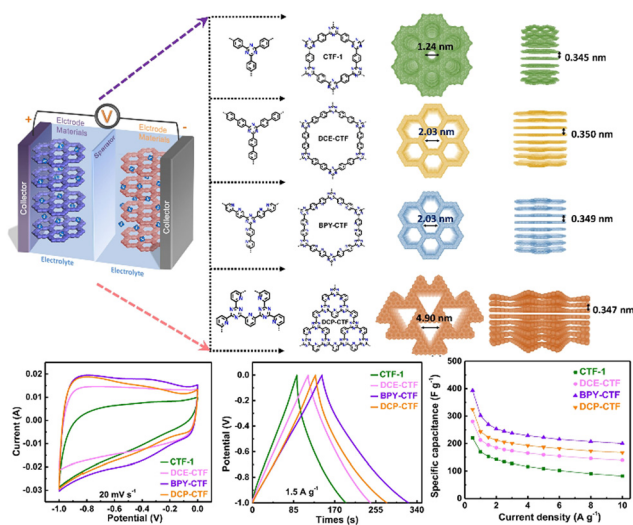 V
+
-
Elctrode
Materials
Elctrode
Materials
Sparator
Collector
Collector
Electrolyte
Electrolyte
CTF-1
1.24 nm
0.345 nm
DCE-CTF
2.03 nm
0.350 nm
BPY-CTF
2.03 nm
0.349 nm
DCP-CTF
4.90 nm
0.347 nm
Current (A)
0.02
0.01
0.00
-0.01
-0.02
-0.03
CTF-1
DCE-CTF
BPY-CTF
DCP-CTF
20 mV s-1
-1.0 -0.8 -0.6 -0.4 -0.2 0.0
Potential (V)
Potential (V)
0.0
-0.2
-0.4
-0.6
-0.8
-1.0
CTF-1
DCE-CTF
BPY-CTF
DCP-CTF
1.5 A g-1
0 85 170 255 340
Times (s)
Specific capacitance (F g-1)
500
400
300
200
100
0
CTF-1
DCE-CTF
BPY-CTF
DCP-CTF
0 2 4 6 8 10
Current density (A g-1)